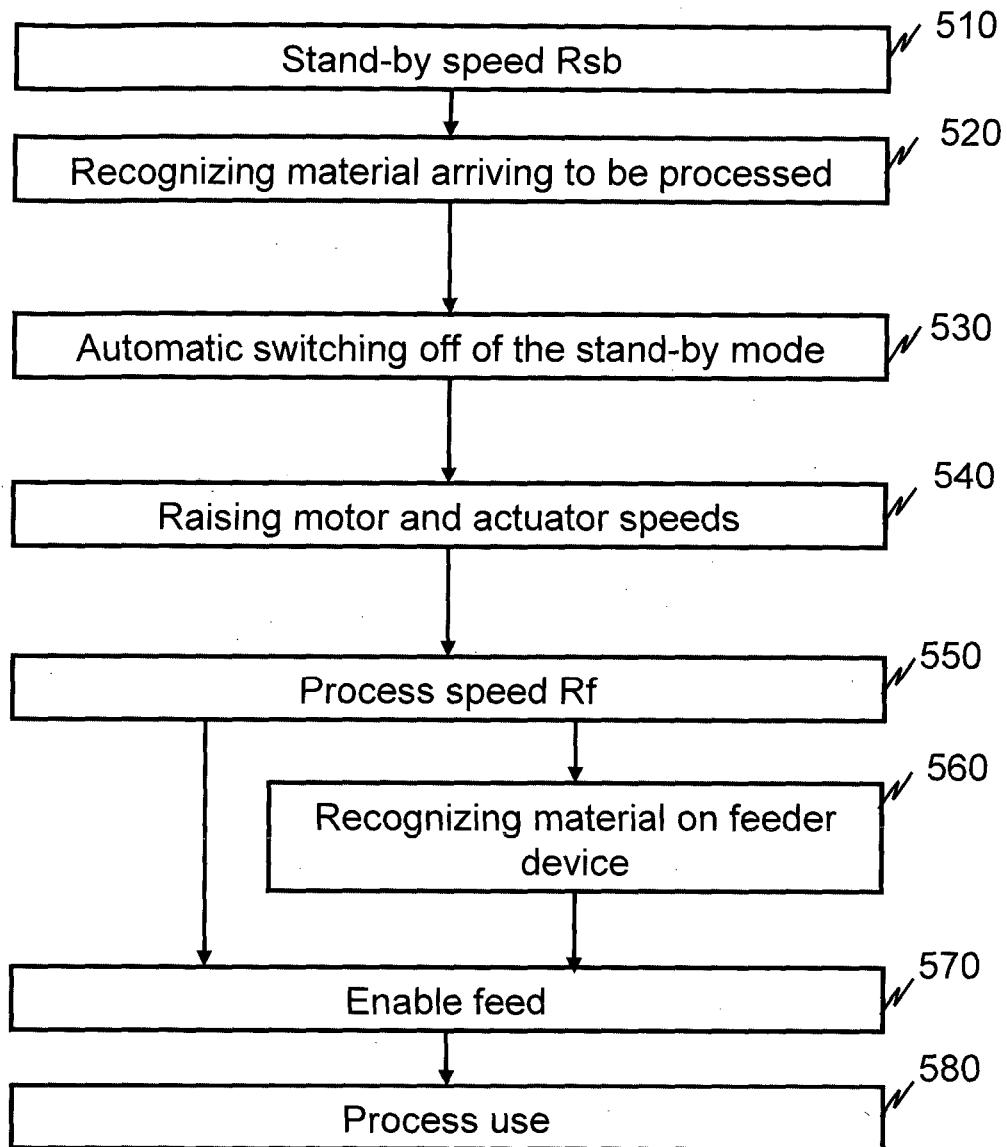 510
Stand-by speed Rsb
520
Recognizing material arriving to be processed
530
Automatic switching off of the stand-by mode
540
Raising motor and actuator speeds
550
Process speed Rf
560
Recognizing material on feeder
device
570
Enable feed
580
Process use